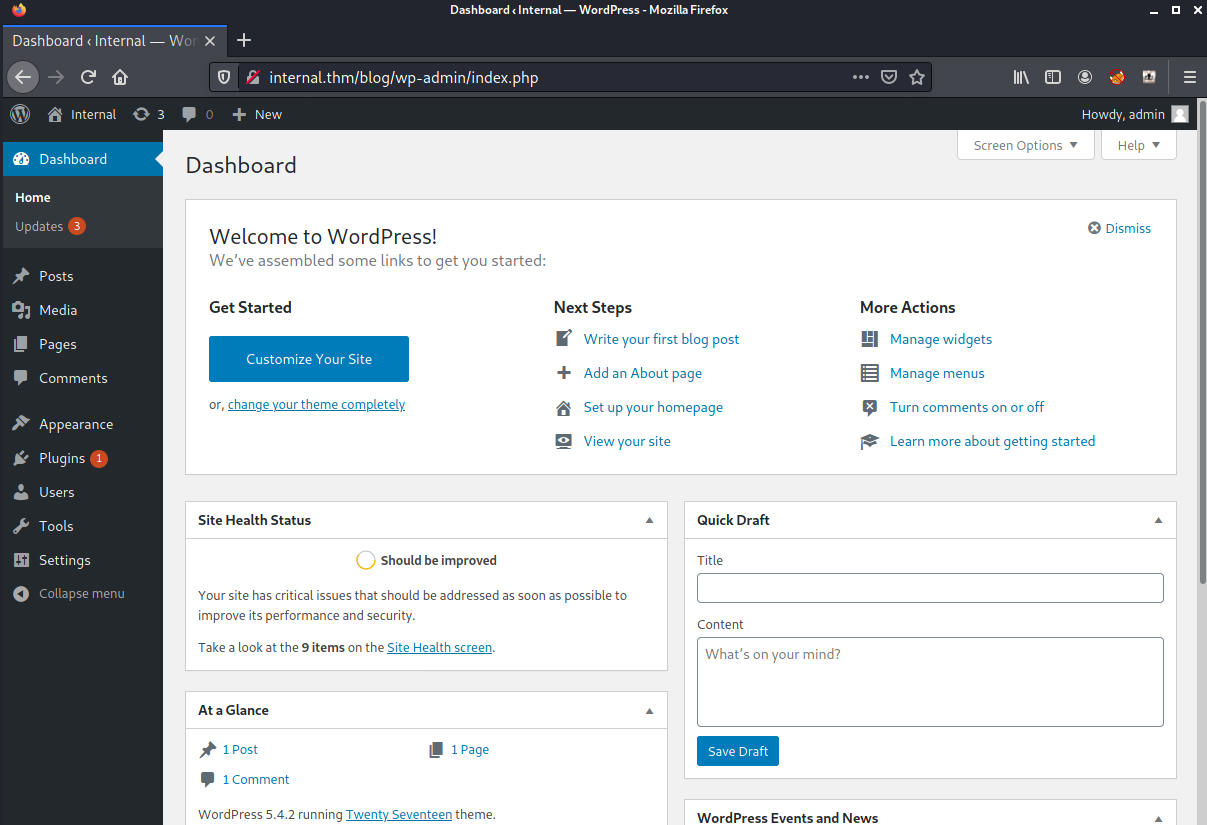 Dashboard ‹ Internal — WordPress - Mozilla Firefox
Dashboard ‹ Internal — Wor
internal.thm/blog/wp-admin/index.php
Internal 3 0 New Howdy, admin
Dashboard
Home
Updates 3
Posts
Media
Pages
Comments
Appearance
Plugins 1
Users
Tools
Settings
Collapse menu
Screen Options Help
Dashboard
Dismiss
Welcome to WordPress!
We've assembled some links to get you started:
Get Started
Customize Your Site
or, change your theme completely
Next Steps
Write your first blog post
Add an About page
Set up your homepage
View your site
More Actions
Manage widgets
Manage menus
Turn comments on or off
Learn more about getting started
Site Health Status
Should be improved
Your site has critical issues that should be addressed as soon as possible to
improve its performance and security.
Take a look at the 9 items on the Site Health screen.
At a Glance
1 Post 1 Page
1 Comment
WordPress 5.4.2 running Twenty Seventeen theme.
Quick Draft
Title
Content
What's on your mind?
Save Draft
WordPress Events and News